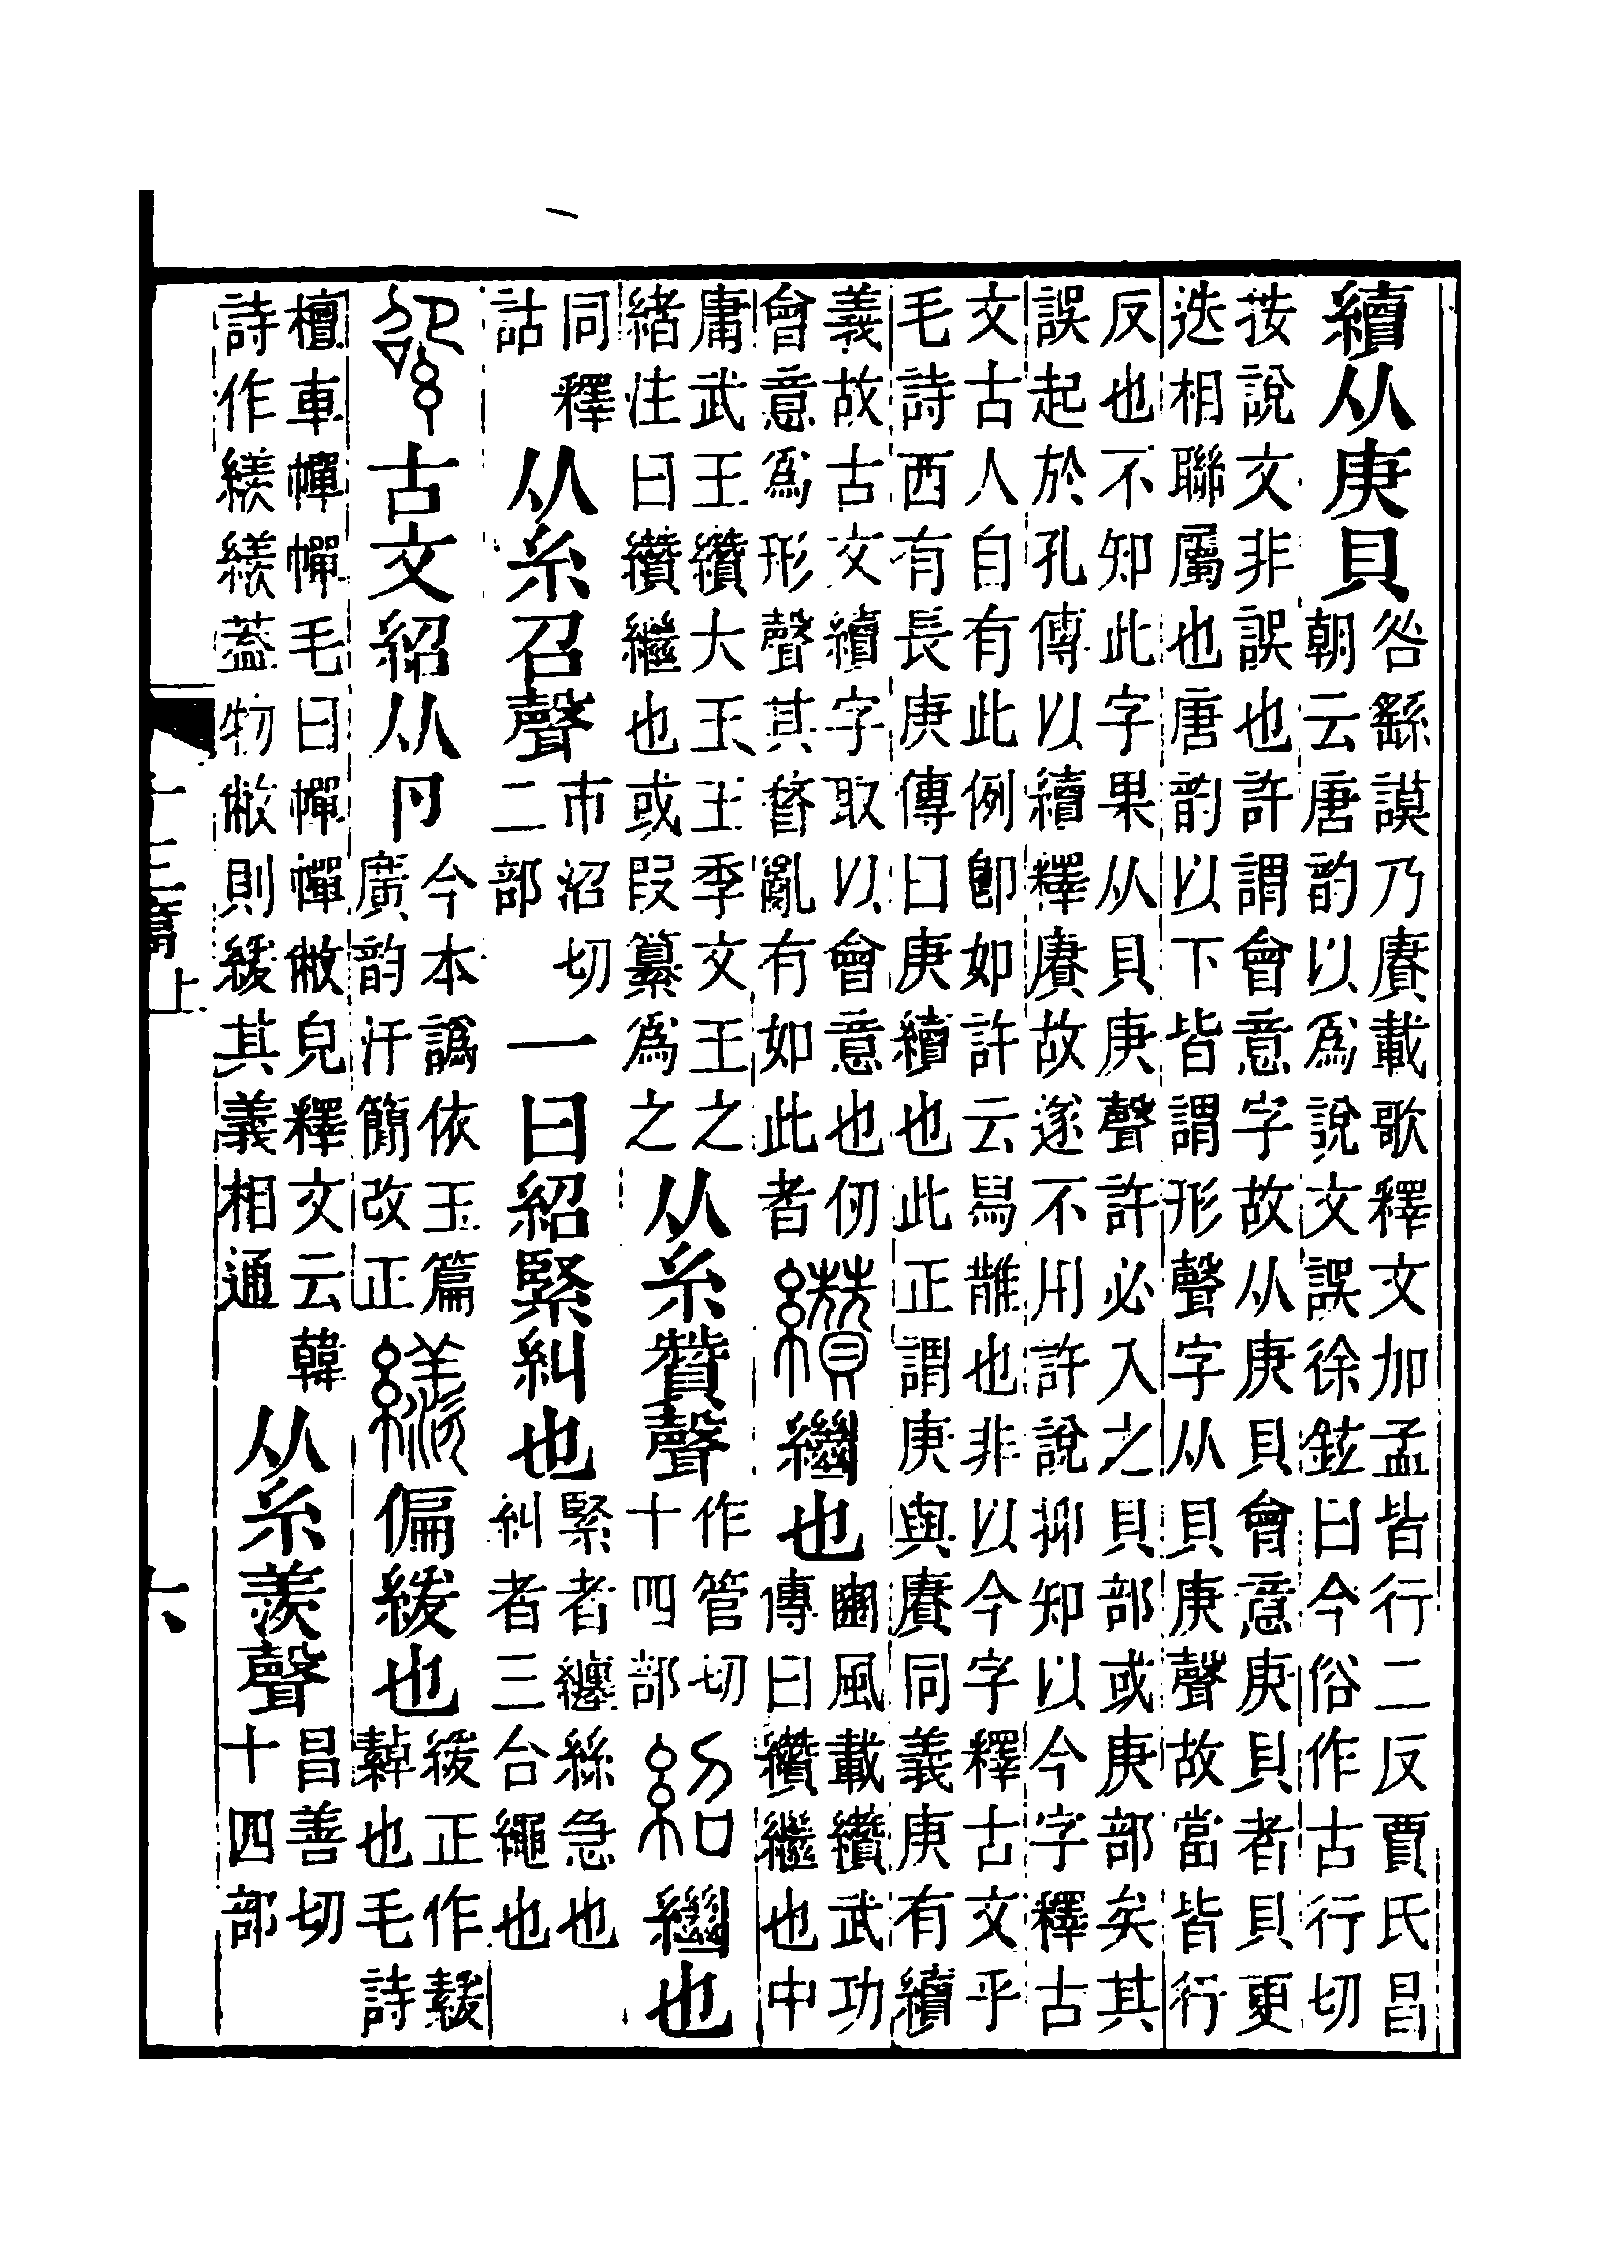 續从庚貝
咎繇謨乃賡載歌釋文加孟皆行二反賈氏昌
朝云唐韵以爲說文誤徐鉉曰今俗作古行切
按說文非誤也許謂會意字故从庚貝會意庚貝者貝更
迭相聯屬也唐韵以下皆謂形聲字从貝庚聲故當皆行
反也不知此字果从貝庚聲許必入之貝部或庚部矣其
誤起於孔傳以續釋賡故遂不用許說抑知以今字釋古
文古人自有此例卽如許云舄䧿也非以今字釋古文乎
毛詩西有長庚傳曰庚續也此正謂庚與賡同義庚有續
義故古文續字取以會意也仞
會意爲形聲其瞀亂有如此者
纘繼也
豳風載纘武功
傳曰纘繼也中
庸武王纘大王王季文王之
緒注曰纘繼也或叚纂爲之
从糸贊聲
作管切
十四部
紹繼也
同釋
詁
从糸召聲
市沼切
二部
一曰紹緊糾也
緊者纏絲急也
糾者三合繩也
古文紹从卪
今本譌依玉篇
廣韵汗簡改正
偏緩也
緩正作
繛也毛詩
檀車幝幝毛曰幝幝敝皃釋文云韓
詩作蓋物敝則緩其義相通
从糸羨聲
昌善切
十四部
十三篇上
六